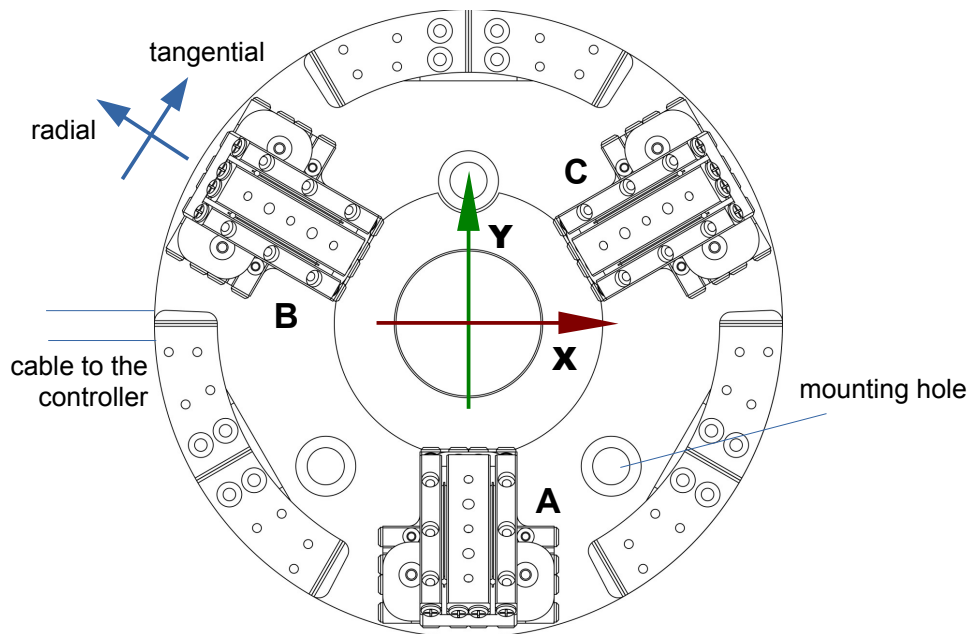 tangential
radial
C
Y
B
X
cable to the
controller
mounting hole
A